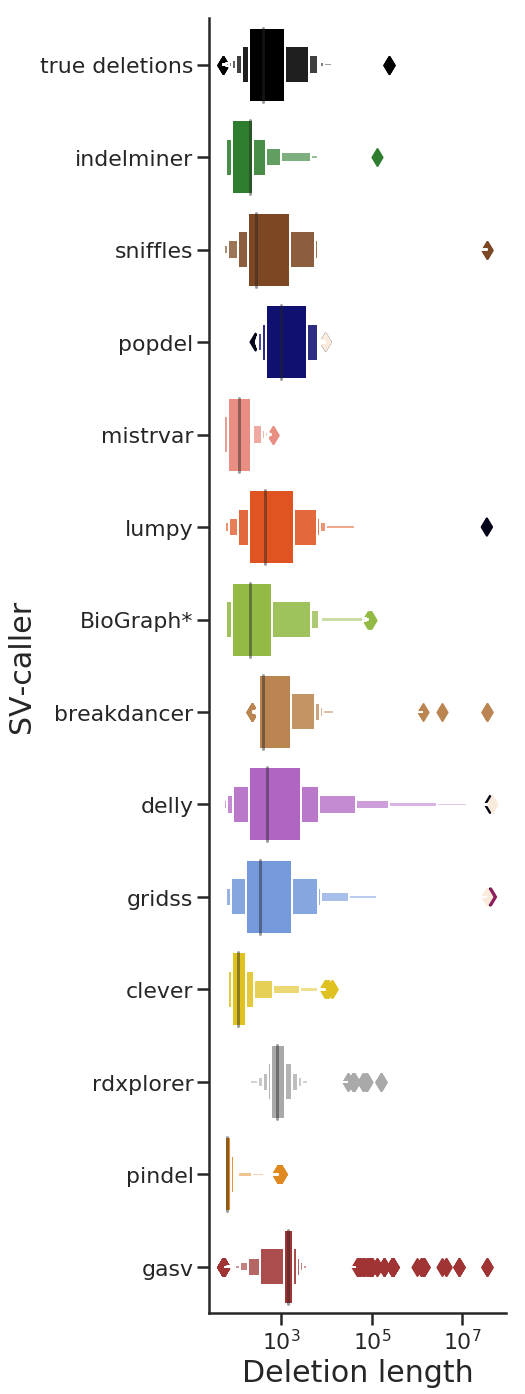 true deletions
indelminer
sniffles
popdel
mistrvar
lumpy
BioGraph*
breakdancer
delly
gridss
clever
rdxplorer
pindel
gasv
SV-caller
10³ 10⁵ 10⁷
Deletion length